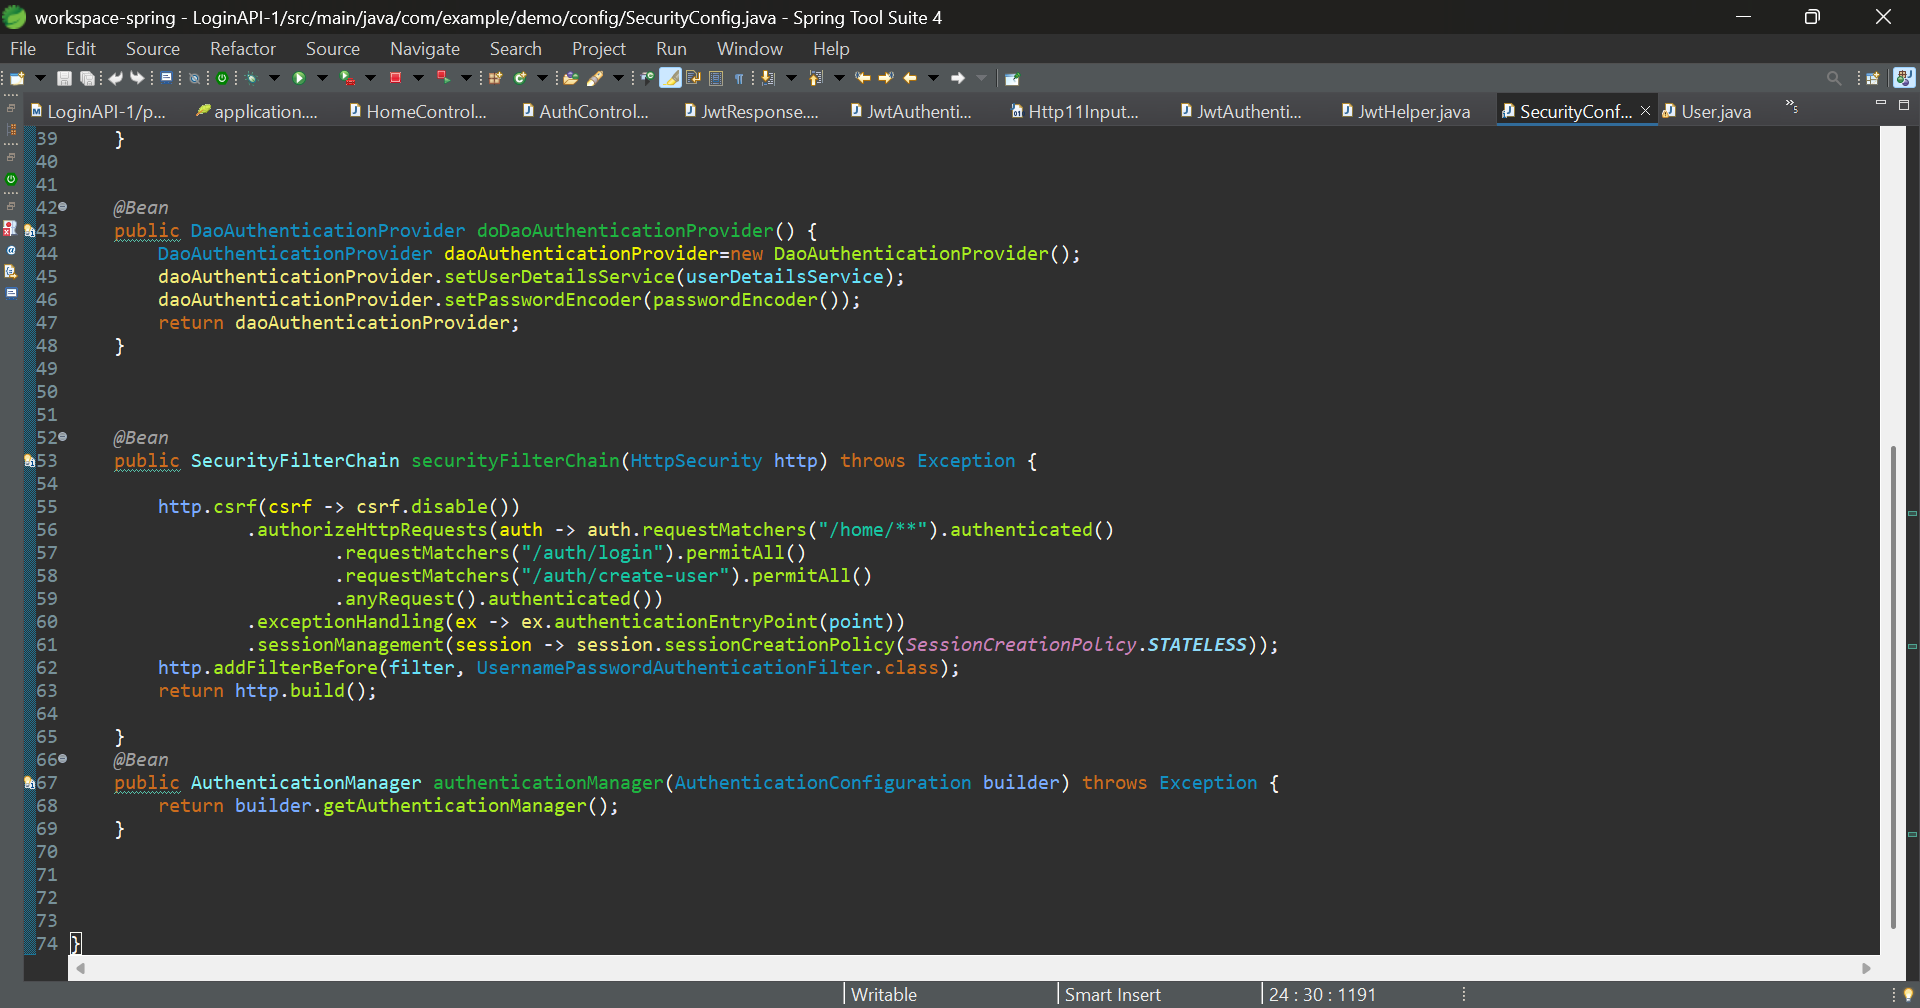 workspace-spring - LoginAPI-1/src/main/java/com/example/demo/config/SecurityConfig.java - Spring Tool Suite 4
File Edit Source Refactor Source Navigate Search Project Run Window Help
LoginAPI-1/p... application.... HomeControl... AuthControl... JwtResponse.... JwtAuthenti... Http11Input... JwtAuthenti... JwtHelper.java SecurityConf... User.java »5
39     }
40
41
42     @Bean
43     public DaoAuthenticationProvider doDaoAuthenticationProvider() {
44         DaoAuthenticationProvider daoAuthenticationProvider=new DaoAuthenticationProvider();
45         daoAuthenticationProvider.setUserDetailsService(userDetailsService);
46         daoAuthenticationProvider.setPasswordEncoder(passwordEncoder());
47         return daoAuthenticationProvider;
48     }
49
50
51
52     @Bean
53     public SecurityFilterChain securityFilterChain(HttpSecurity http) throws Exception {
54
55         http.csrf(csrf -> csrf.disable())
56                 .authorizeHttpRequests(auth -> auth.requestMatchers("/home/**").authenticated()
57                         .requestMatchers("/auth/login").permitAll()
58                         .requestMatchers("/auth/create-user").permitAll()
59                         .anyRequest().authenticated())
60                 .exceptionHandling(ex -> ex.authenticationEntryPoint(point))
61                 .sessionManagement(session -> session.sessionCreationPolicy(SessionCreationPolicy.STATELESS));
62         http.addFilterBefore(filter, UsernamePasswordAuthenticationFilter.class);
63         return http.build();
64
65     }
66     @Bean
67     public AuthenticationManager authenticationManager(AuthenticationConfiguration builder) throws Exception {
68         return builder.getAuthenticationManager();
69     }
70
71
72
73
74 }
Writable Smart Insert 24 : 30 : 1191